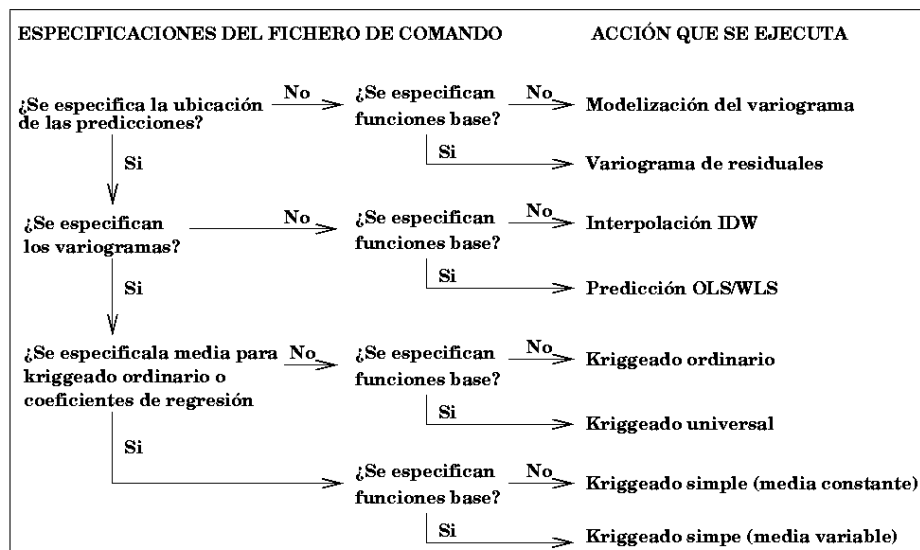 ESPECIFICACIONES DEL FICHERO DE COMANDO
ACCIÓN QUE SE EJECUTA
¿Se especifica la ubicación
de las predicciones?
No
¿Se especifican
funciones base?
No
Modelización del variograma
Si
Si
Variograma de residuales
¿Se especifican
los variogramas?
No
¿Se especifican
funciones base?
No
Interpolación IDW
Si
Si
Predicción OLS/WLS
¿Se especificala media para
kriggeado ordinario o
coeficientes de regresión
No
¿Se especifican
funciones base?
No
Kriggeado ordinario
Si
Kriggeado universal
Si
¿Se especifican
funciones base?
No
Kriggeado simple (media constante)
Si
Kriggeado simpe (media variable)